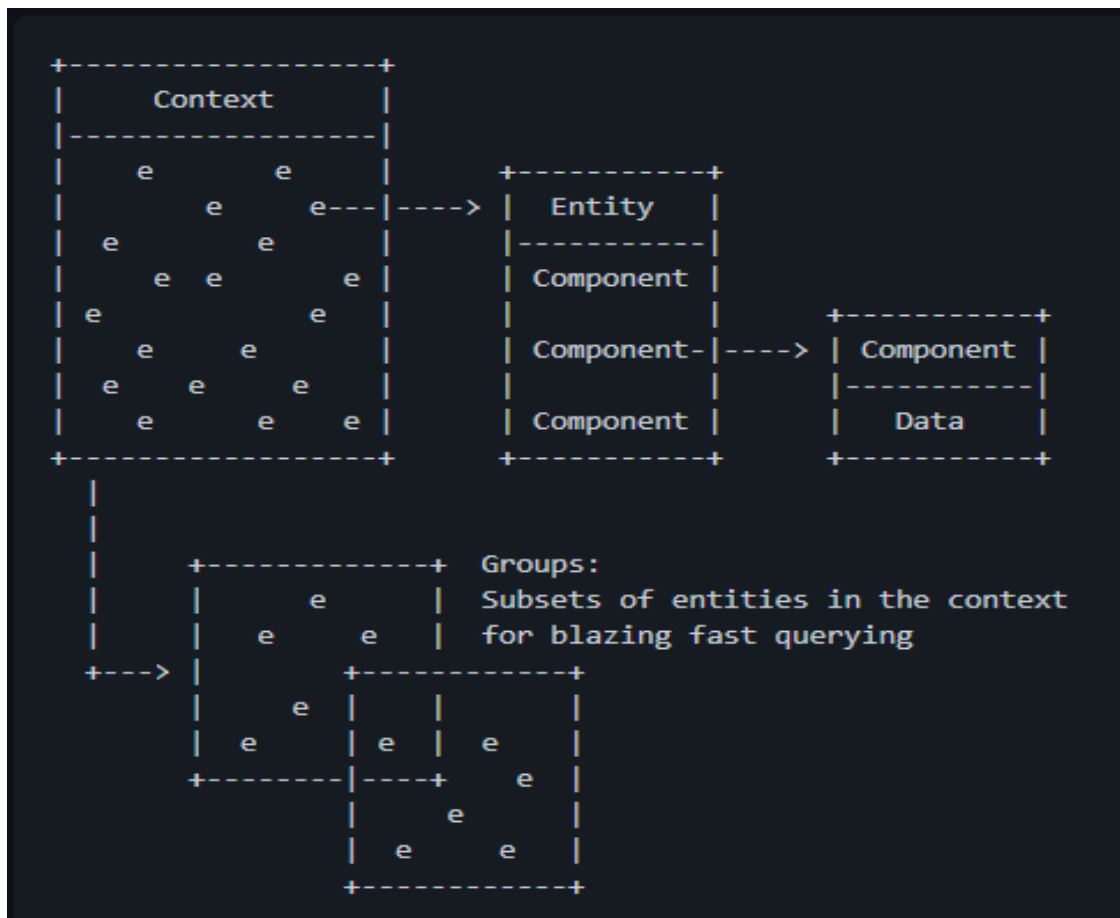 +------------------+
|     Context      |
|------------------|
|    e       e     |      +-----------+
|        e     e---|----> |  Entity   |
|  e        e      |      |-----------|
|     e  e       e |      | Component |
| e            e   |      |           |      +-----------+
|    e     e       |      | Component-|----> | Component |
|  e    e     e    |      |           |      |-----------|
|    e      e    e |      | Component |      |   Data    |
+------------------+      +-----------+      +-----------+
  |
  |
  |     +-------------+  Groups:
  |     |      e      |  Subsets of entities in the context
  |     |   e     e   |  for blazing fast querying
  +---> |        +------------+
        |     e  |    |       |
        |  e     | e  |  e    |
        +--------|----+    e  |
                 |     e      |
                 |  e     e   |
                 +------------+